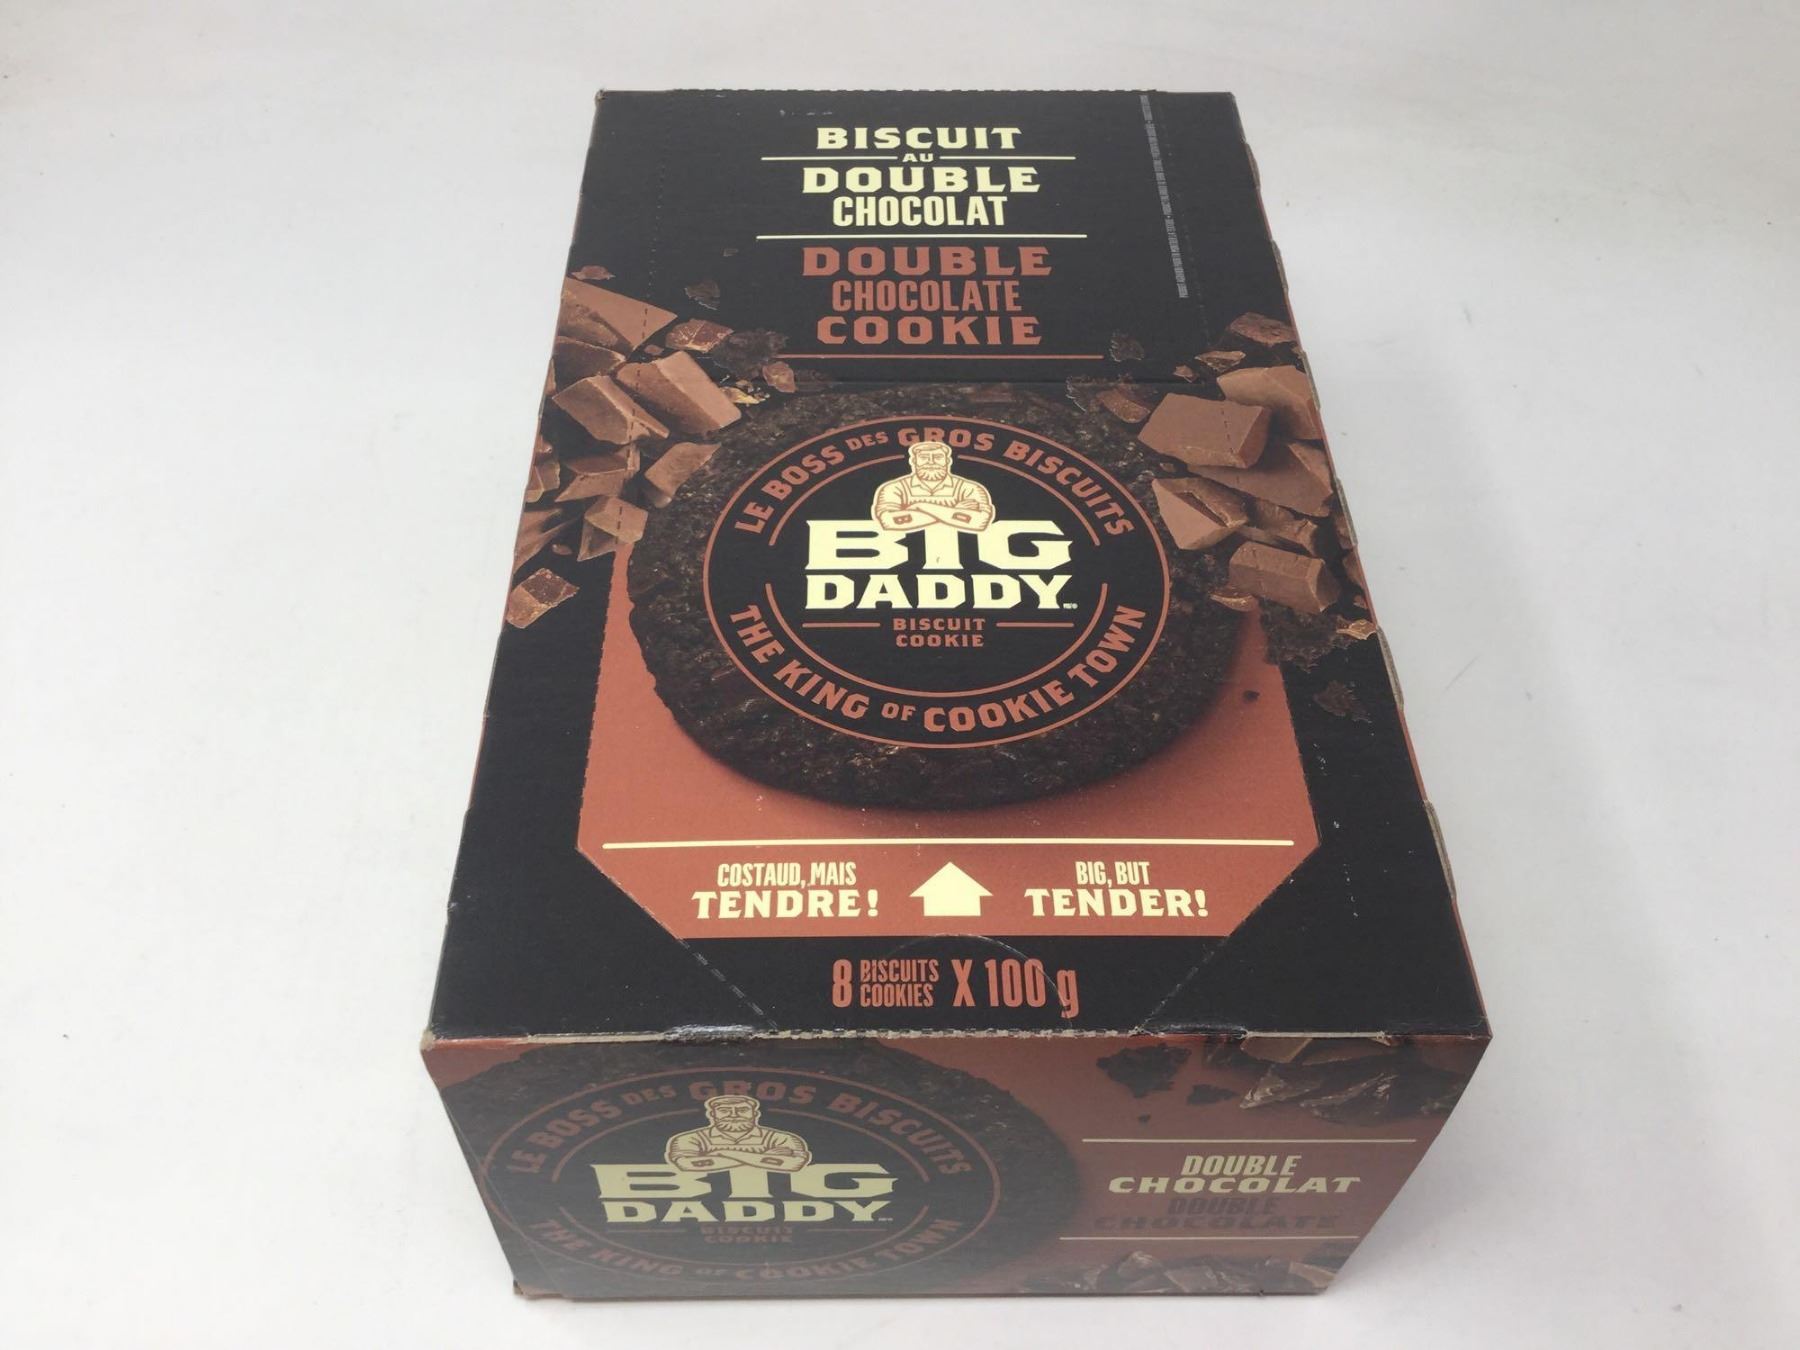 BISCUIT
AU
DOUBLE
CHOCOLAT
DOUBLE
CHOCOLATE
COOKIE
LE BOSS DES GROS BISCUITS
B D
BIG
DADDY
BISCUIT
COOKIE
THE KING OF COOKIE TOWN
COSTAUD, MAIS
TENDRE!
BIG, BUT
TENDER!
8 BISCUITS COOKIES X 100 g
LE BOSS DES GROS BISCUITS
BIG
DADDY
BISCUIT
COOKIE
THE KING OF COOKIE TOWN
DOUBLE
CHOCOLAT
DOUBLE
CHOCOLATE